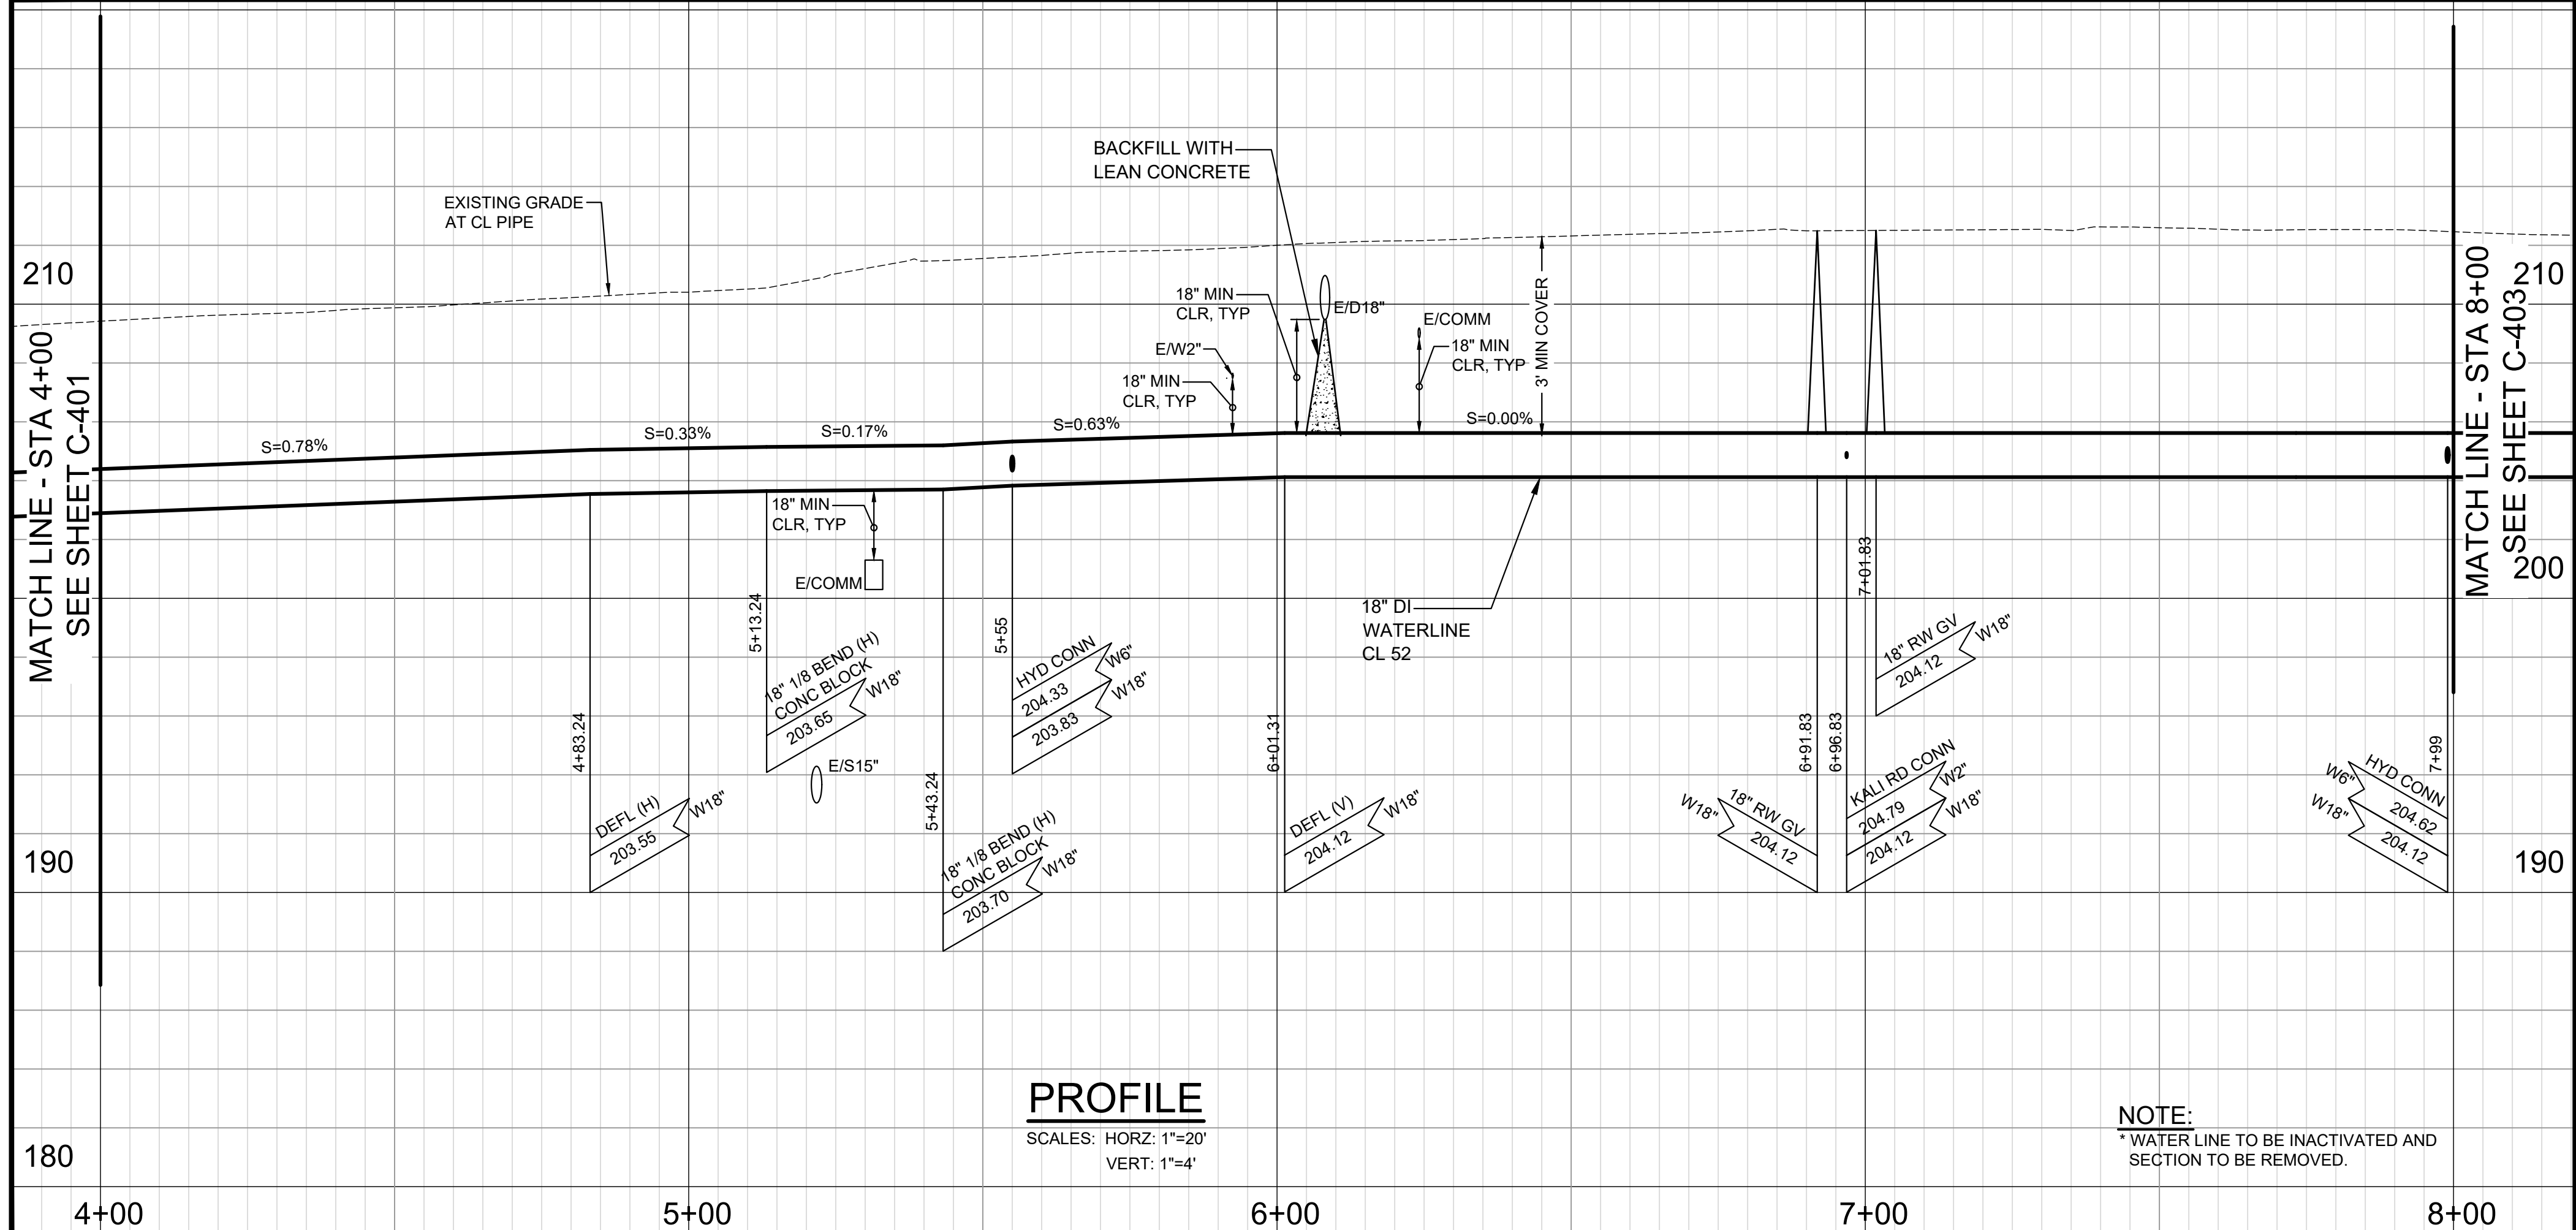 BACKFILL WITH
LEAN CONCRETE
EXISTING GRADE
AT CL PIPE
210
210
MATCH LINE - STA 4+00
SEE SHEET C-401
MATCH LINE - STA 8+00
SEE SHEET C-403
18" MIN
CLR, TYP
E/D18"
E/COMM
18" MIN
CLR, TYP
3' MIN COVER
E/W2"
18" MIN
CLR, TYP
S=0.78%
S=0.33%
S=0.17%
S=0.63%
S=0.00%
18" MIN
CLR, TYP
E/COMM
200
18" DI
WATERLINE
CL 52
4+83.24
DEFL (H)
203.55
W18"
5+13.24
18" 1/8 BEND (H)
CONC BLOCK
203.65
W18"
E/S15"
5+43.24
18" 1/8 BEND (H)
CONC BLOCK
203.70
W18"
5+55
HYD CONN
204.33
W6"
203.83
W18"
6+01.31
DEFL (V)
204.12
W18"
6+91.83
18" RW GV
204.12
W18"
6+96.83
KALI RD CONN
204.79
W2"
204.12
W18"
7+01.83
18" RW GV
204.12
W18"
7+99
HYD CONN
W6"
204.62
W18"
204.12
190
190
PROFILE
SCALES: HORZ: 1"=20'
VERT: 1"=4'
NOTE:
* WATER LINE TO BE INACTIVATED AND
SECTION TO BE REMOVED.
180
4+00
5+00
6+00
7+00
8+00